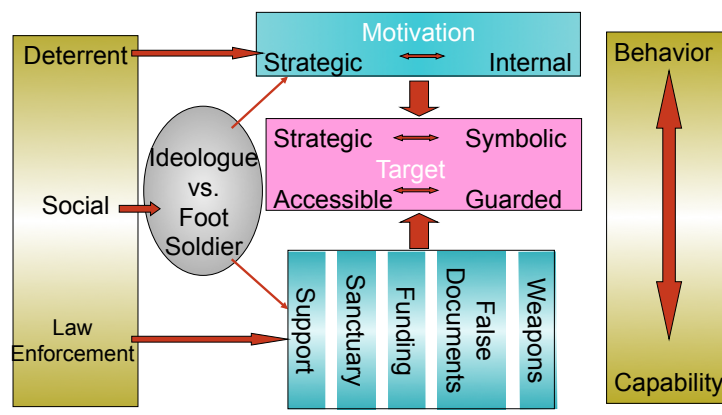 Deterrent
Social
Law
Enforcement
Ideologue
vs.
Foot
Soldier
Motivation
Strategic Internal
Strategic Symbolic
Target
Accessible Guarded
Support
Sanctuary
Funding
False
Documents
Weapons
Behavior
Capability